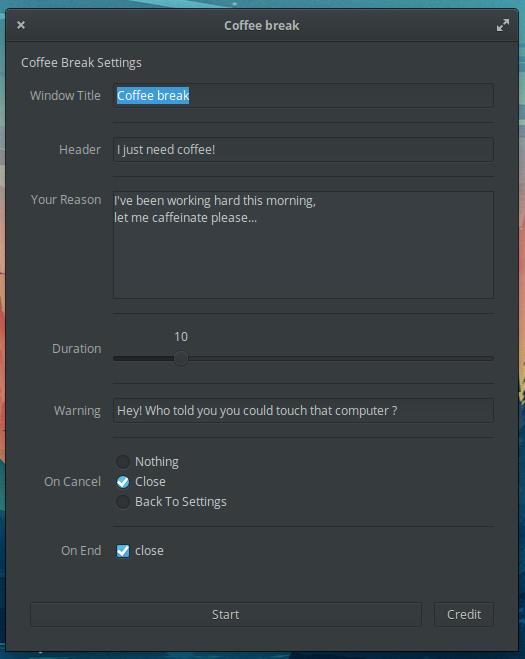 Coffee break
Coffee Break Settings
Window Title Coffee break
Header I just need coffee!
Your Reason I've been working hard this morning,
let me caffeinate please...
10
Duration
Warning Hey! Who told you you could touch that computer ?
Nothing
On Cancel Close
Back To Settings
On End close
Start Credit